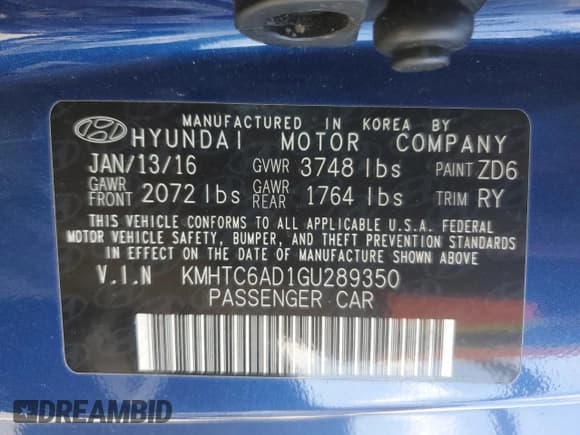 MANUFACTURED IN KOREA BY
HYUNDAI MOTOR COMPANY
JAN/13/16 GVWR 3748 lbs PAINT ZD6
GAWR FRONT 2072 lbs GAWR REAR 1764 lbs TRIM RY
THIS VEHICLE CONFORMS TO ALL APPLICABLE U.S.A. FEDERAL
MOTOR VEHICLE SAFETY, BUMPER, AND THEFT PREVENTION STANDARDS
IN EFFECT ON THE DATE OF MANUFACTURE SHOWN ABOVE
V.I.N KMHTC6AD1GU289350
PASSENGER CAR
DREAMBID